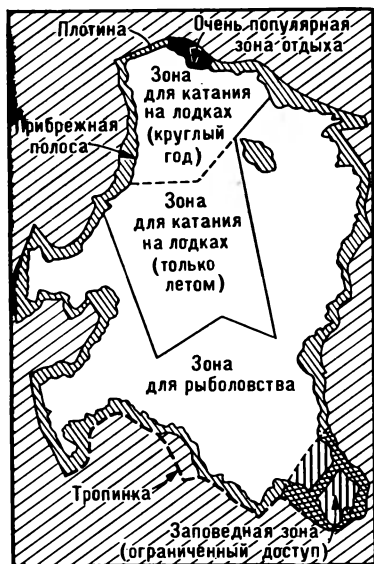 Плотина
Очень популярная
зона отдыха
Зона
для катания
на лодках
(круглый
год)
Прибрежная
полоса
Зона
для катания
на лодках
(только
летом)
Зона
для рыболовства
Тропинка
Заповедная зона
(ограниченный доступ)